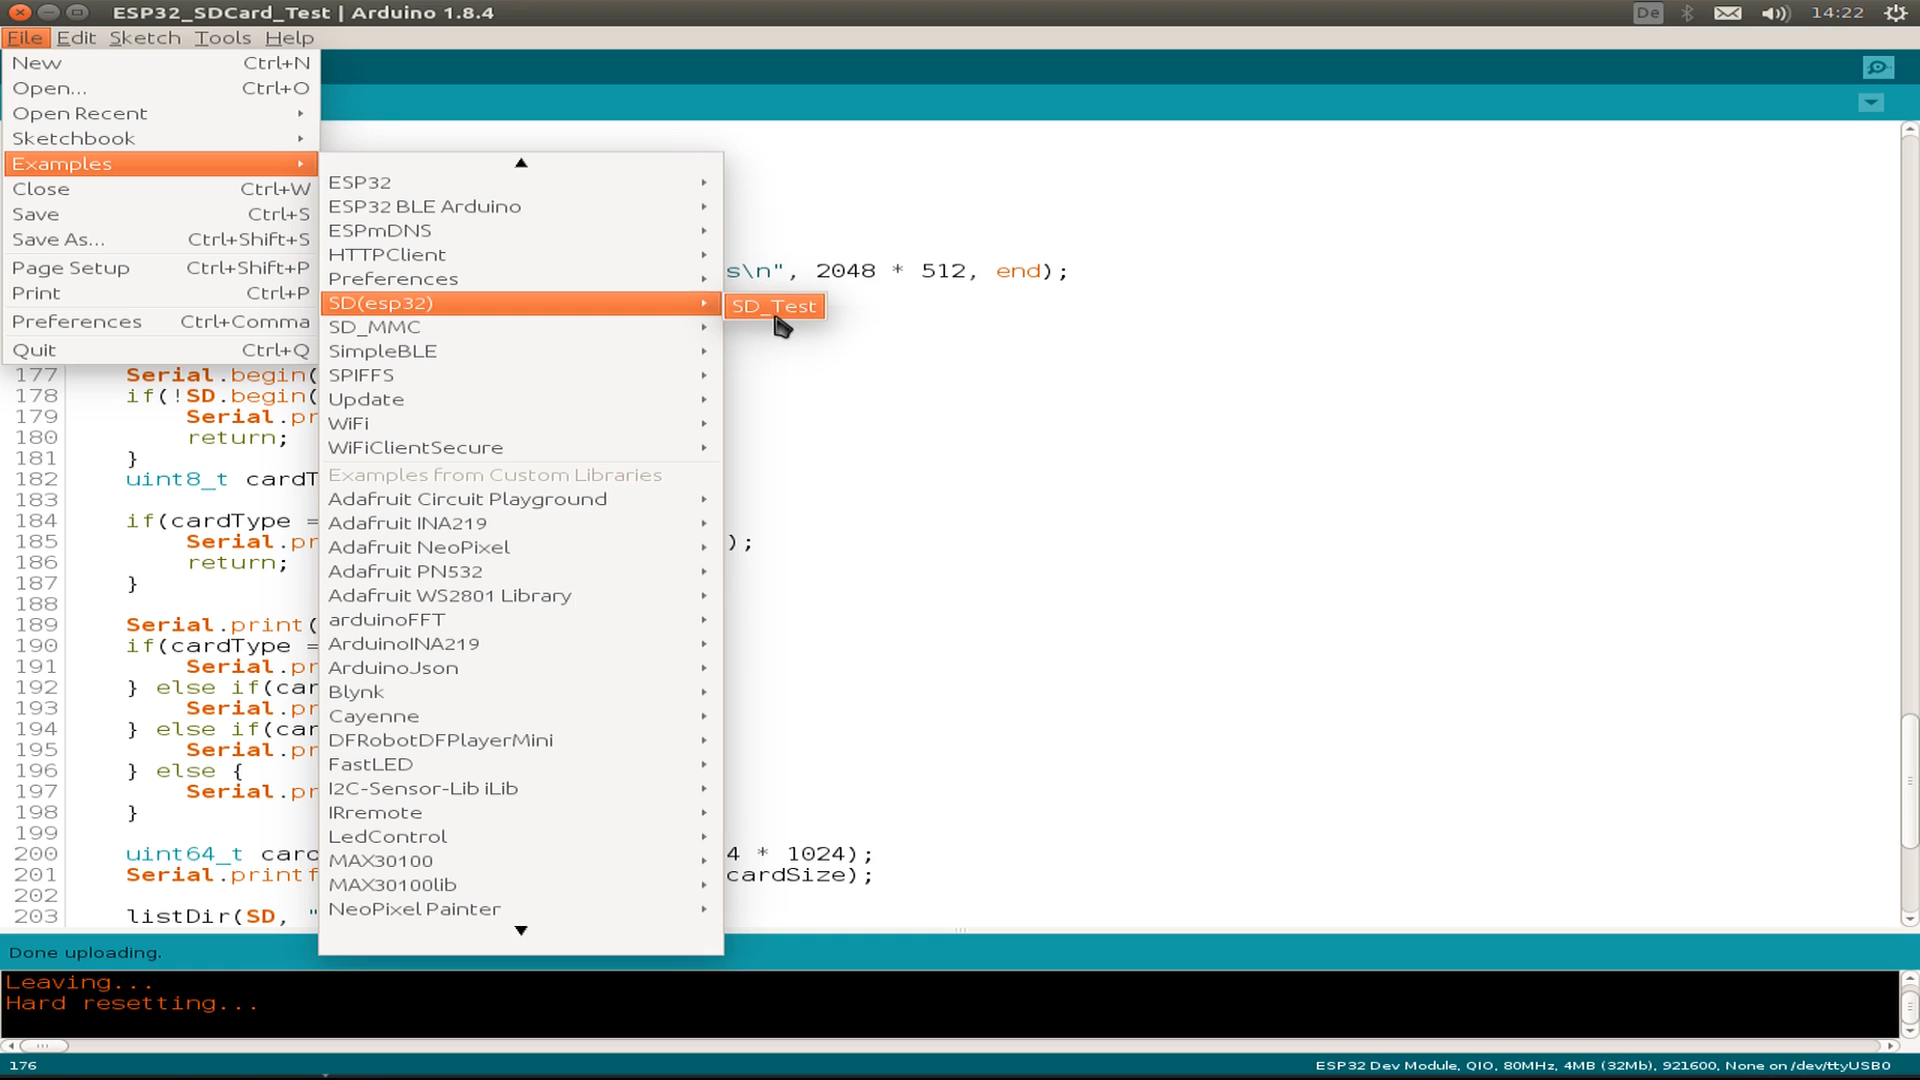 ESP32_SDCard_Test | Arduino 1.8.4
De
14:22
File Edit Sketch Tools Help
New Ctrl+N
Open... Ctrl+O
Open Recent
Sketchbook
Examples
Close Ctrl+W
Save Ctrl+S
Save As... Ctrl+Shift+S
Page Setup Ctrl+Shift+P
Print Ctrl+P
Preferences Ctrl+Comma
Quit Ctrl+Q
ESP32
ESP32 BLE Arduino
ESPmDNS
HTTPClient
Preferences
SD(esp32)
SD_MMC
SimpleBLE
SPIFFS
Update
WiFi
WiFiClientSecure
Examples from Custom Libraries
Adafruit Circuit Playground
Adafruit INA219
Adafruit NeoPixel
Adafruit PN532
Adafruit WS2801 Library
arduinoFFT
ArduinoINA219
ArduinoJson
Blynk
Cayenne
DFRobotDFPlayerMini
FastLED
I2C-Sensor-Lib iLib
IRremote
LedControl
MAX30100
MAX30100lib
NeoPixel Painter
SD_Test
s\n", 2048 * 512, end);
177 Serial.begin(
178 if(!SD.begin(
179 Serial.pr
180 return;
181 }
182 uint8_t cardT
183
184 if(cardType =
185 Serial.pr );
186 return;
187 }
188
189 Serial.print(
190 if(cardType =
191 Serial.pr
192 } else if(car
193 Serial.pr
194 } else if(car
195 Serial.pr
196 } else {
197 Serial.pr
198 }
199
200 uint64_t card 4 * 1024);
201 Serial.printf cardSize);
202
203 listDir(SD, "
Done uploading.
Leaving...
Hard resetting...
176
ESP32 Dev Module, QIO, 80MHz, 4MB (32Mb), 921600, None on /dev/ttyUSB0